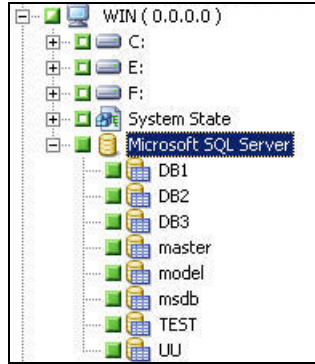 WIN ( 0.0.0.0 )
C:
E:
F:
System State
Microsoft SQL Server
DB1
DB2
DB3
master
model
msdb
TEST
UU